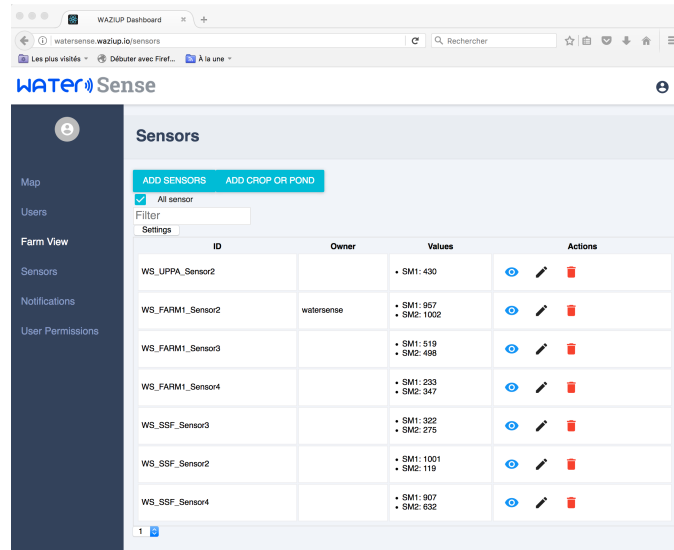 WAZIUP Dashboard
watersense.waziup.io/sensors
Rechercher
Les plus visités
Débuter avec Firef...
À la une
WATer Sense
Sensors
Map
Users
Farm View
Sensors
Notifications
User Permissions
ADD SENSORS
ADD CROP OR POND
All sensor
Filter
Settings
ID Owner Values Actions
WS_UPPA_Sensor2 • SM1: 430
WS_FARM1_Sensor2 watersense • SM1: 957
• SM2: 1002
WS_FARM1_Sensor3 • SM1: 519
• SM2: 498
WS_FARM1_Sensor4 • SM1: 233
• SM2: 347
WS_SSF_Sensor3 • SM1: 322
• SM2: 275
WS_SSF_Sensor2 • SM1: 1001
• SM2: 119
WS_SSF_Sensor4 • SM1: 907
• SM2: 632
1